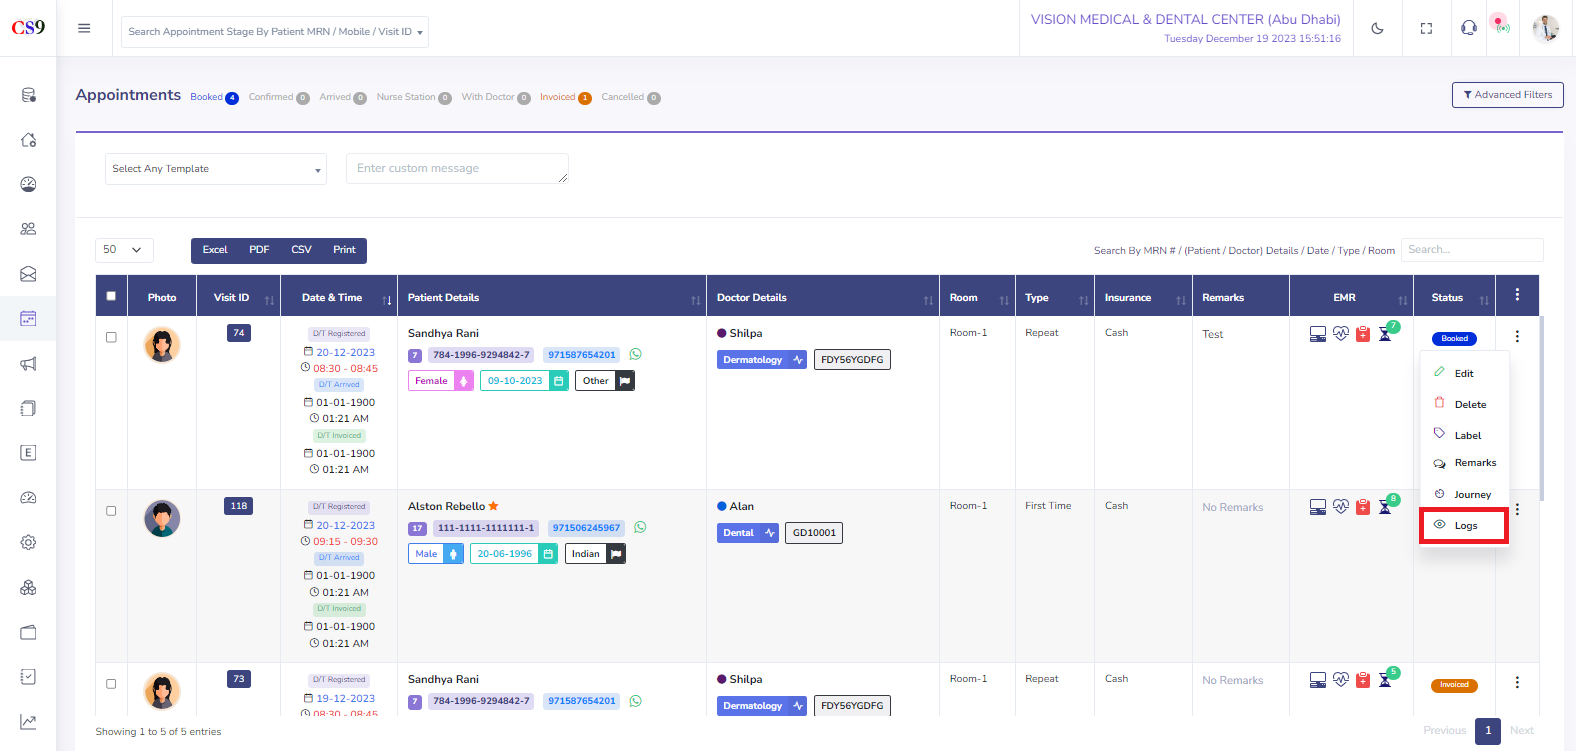 CS9
Search Appointment Stage By Patient MRN / Mobile / Visit ID
VISION MEDICAL & DENTAL CENTER (Abu Dhabi)
Tuesday December 19 2023 15:51:16
Appointments Booked 4 Confirmed 0 Arrived 0 Nurse Station 0 With Doctor 0 Invoiced 1 Cancelled 0
Advanced Filters
Select Any Template
Enter custom message
50
Excel PDF CSV Print
Search By MRN # / (Patient / Doctor) Details / Date / Type / Room
Search...
Photo Visit ID Date & Time Patient Details Doctor Details Room Type Insurance Remarks EMR Status
74
D/T Registered
20-12-2023
08:30 - 08:45
D/T Arrived
01-01-1900
01:21 AM
D/T Invoiced
01-01-1900
01:21 AM
Sandhya Rani
7 784-1996-9294842-7 971587654201
Female 09-10-2023 Other
Shilpa
Dermatology FDY56YGDFG
Room-1
Repeat
Cash
Test
7
Booked
Edit
Delete
Label
Remarks
Journey
Logs
118
D/T Registered
20-12-2023
09:15 - 09:30
D/T Arrived
01-01-1900
01:21 AM
D/T Invoiced
01-01-1900
01:21 AM
Alston Rebello
17 111-1111-1111111-1 971506245967
Male 20-06-1996 Indian
Alan
Dental GD10001
Room-1
First Time
Cash
No Remarks
8
73
D/T Registered
19-12-2023
08:30 - 08:45
Sandhya Rani
7 784-1996-9294842-7 971587654201
Shilpa
Dermatology FDY56YGDFG
Room-1
Repeat
Cash
No Remarks
5
Invoiced
Showing 1 to 5 of 5 entries
Previous 1 Next
E